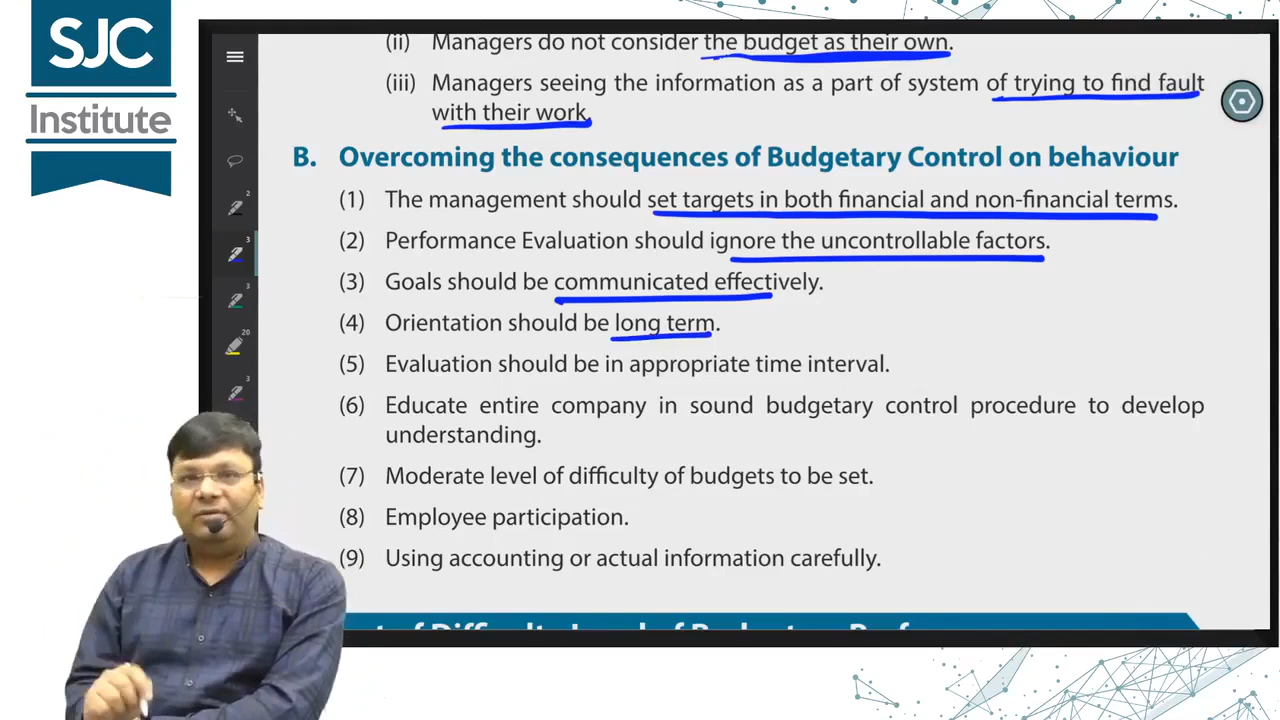 SJC
Institute
(ii) Managers do not consider the budget as their own.
(iii) Managers seeing the information as a part of system of trying to find fault
with their work.
B. Overcoming the consequences of Budgetary Control on behaviour
(1) The management should set targets in both financial and non-financial terms.
(2) Performance Evaluation should ignore the uncontrollable factors.
(3) Goals should be communicated effectively.
(4) Orientation should be long term.
(5) Evaluation should be in appropriate time interval.
(6) Educate entire company in sound budgetary control procedure to develop
understanding.
(7) Moderate level of difficulty of budgets to be set.
(8) Employee participation.
(9) Using accounting or actual information carefully.
2
3
3
20
3